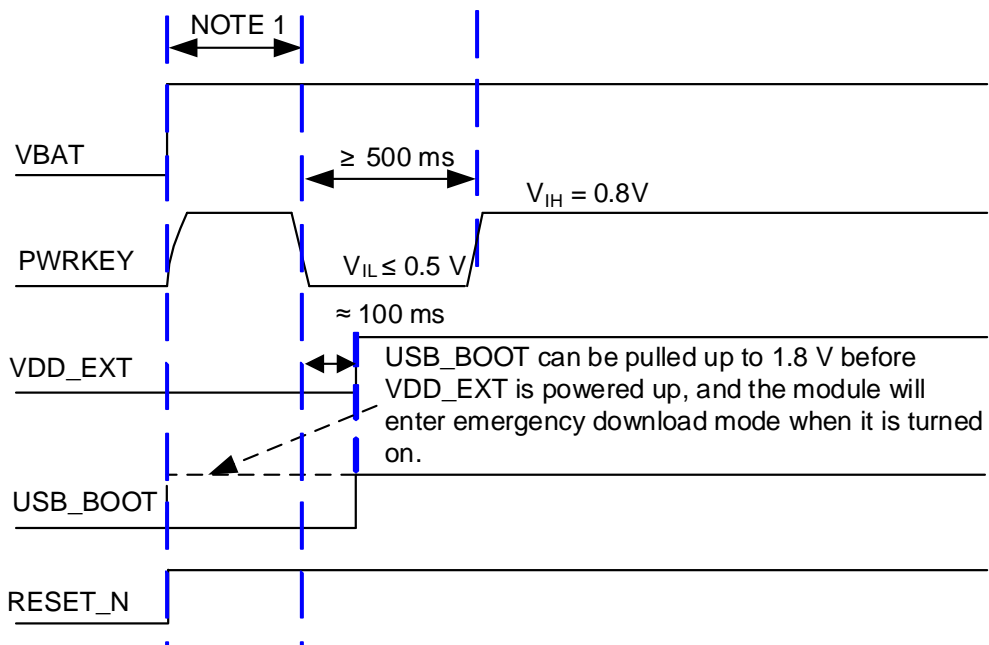 NOTE 1
VBAT
≥ 500 ms
VIH = 0.8V
PWRKEY
VIL ≤ 0.5 V
≈ 100 ms
VDD_EXT
USB_BOOT can be pulled up to 1.8 V before
VDD_EXT is powered up, and the module will
enter emergency download mode when it is turned
on.
USB_BOOT
RESET_N